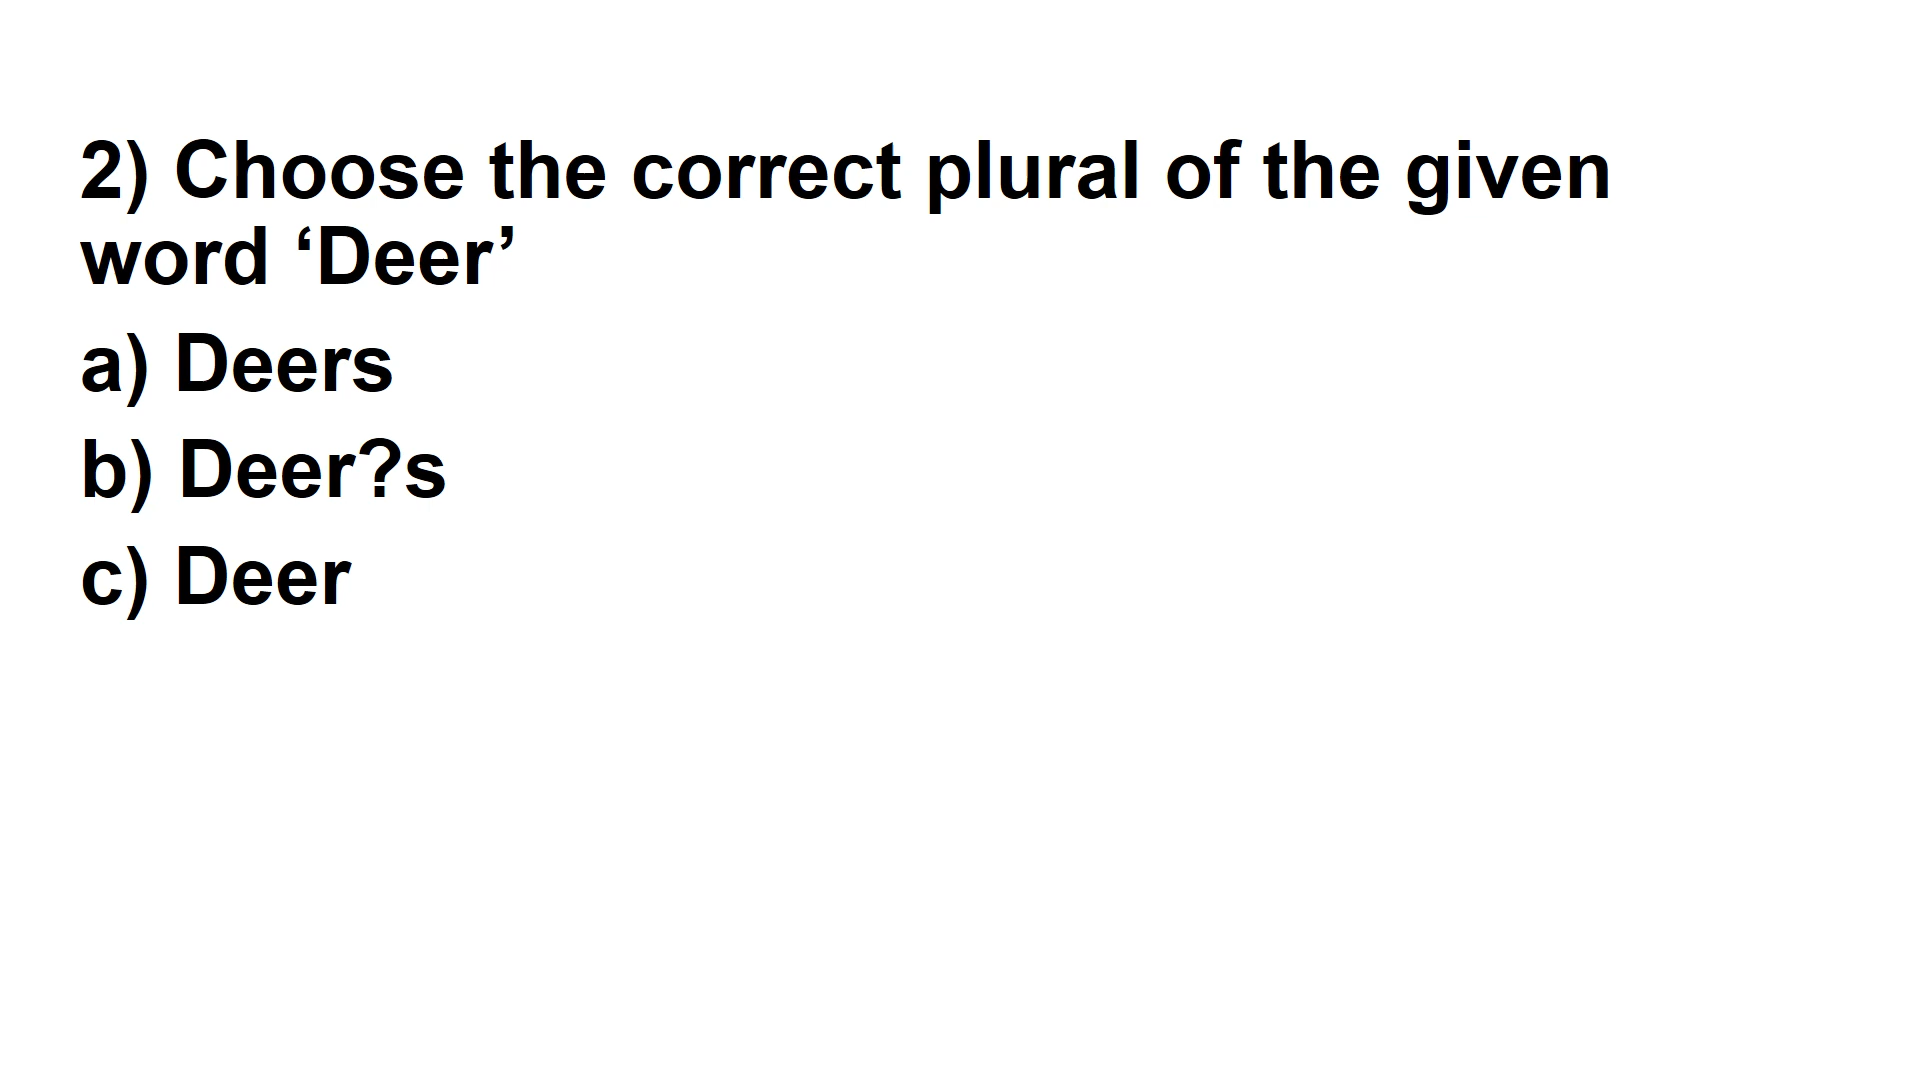 2) Choose the correct plural of the given
word ‘Deer’
a) Deers
b) Deer?s
c) Deer